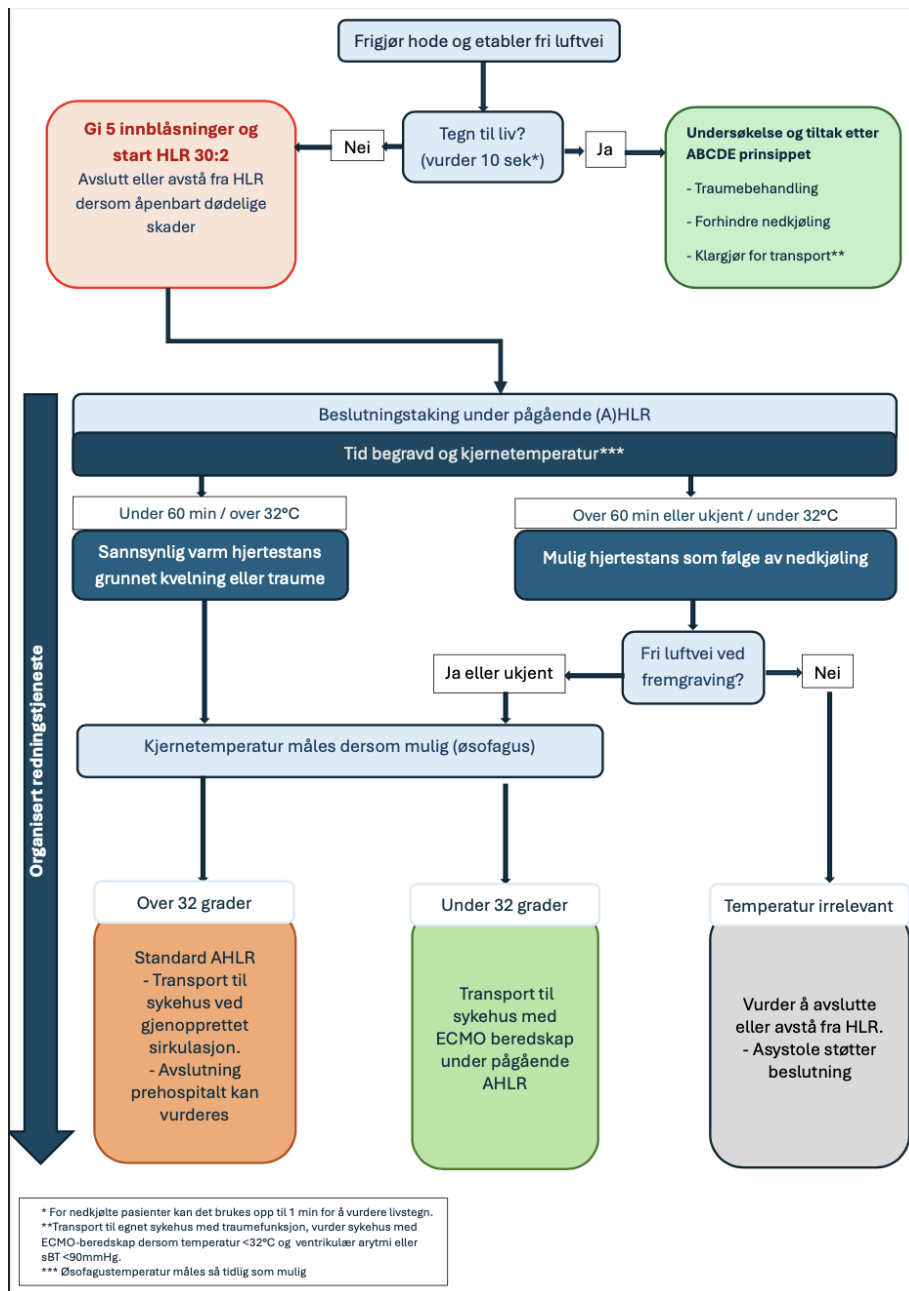 Frigjør hode og etabler fri luftvei
Gi 5 innblåsninger og
start HLR 30:2
Avslutt eller avstå fra HLR
dersom åpenbart dødelige
skader
Nei
Tegn til liv?
(vurder 10 sek*)
Ja
Undersøkelse og tiltak etter
ABCDE prinsippet
- Traumebehandling
- Forhindre nedkjøling
- Klargjør for transport**
Organisert redningstjeneste
Beslutningstaking under pågående (A)HLR
Tid begravd og kjernetemperatur***
Under 60 min / over 32°C
Sannsynlig varm hjertestans
grunnet kvelning eller traume
Over 60 min eller ukjent / under 32°C
Mulig hjertestans som følge av nedkjøling
Ja eller ukjent
Fri luftvei ved
fremgraving?
Nei
Kjernetemperatur måles dersom mulig (øsofagus)
Over 32 grader
Standard AHLR
- Transport til
sykehus ved
gjenopprettet
sirkulasjon.
- Avslutning
prehospitalt kan
vurderes
Under 32 grader
Transport til
sykehus med
ECMO beredskap
under pågående
AHLR
Temperatur irrelevant
Vurder å avslutte
eller avstå fra HLR.
- Asystole støtter
beslutning
* For nedkjølte pasienter kan det brukes opp til 1 min for å vurdere livstegn.
**Transport til egnet sykehus med traumefunksjon, vurder sykehus med
ECMO-beredskap dersom temperatur <32°C og ventrikulær arytmi eller
sBT <90mmHg.
*** Øsofagustemperatur måles så tidlig som mulig